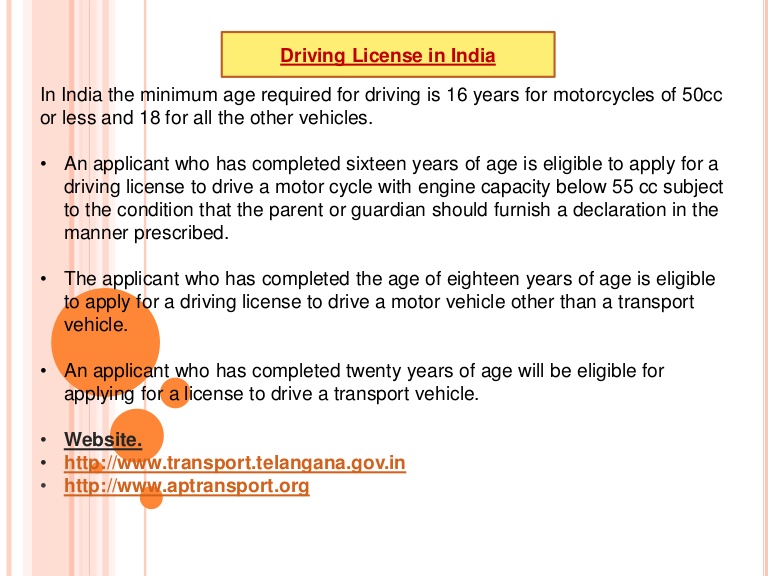 Driving License in India
In India the minimum age required for driving is 16 years for motorcycles of 50cc
or less and 18 for all the other vehicles.
• An applicant who has completed sixteen years of age is eligible to apply for a
driving license to drive a motor cycle with engine capacity below 55 cc subject
to the condition that the parent or guardian should furnish a declaration in the
manner prescribed.
• The applicant who has completed the age of eighteen years of age is eligible
to apply for a driving license to drive a motor vehicle other than a transport
vehicle.
• An applicant who has completed twenty years of age will be eligible for
applying for a license to drive a transport vehicle.
• Website.
• http://www.transport.telangana.gov.in
• http://www.aptransport.org